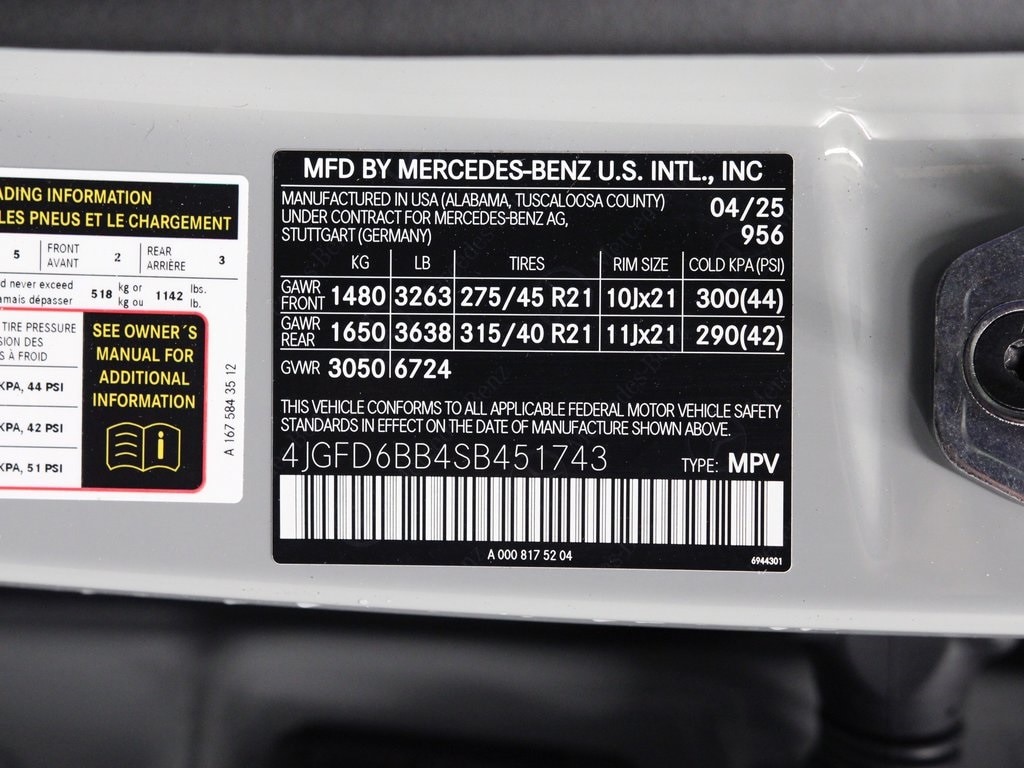 ADING INFORMATION
LES PNEUS ET LE CHARGEMENT
5 FRONT AVANT 2 REAR ARRIÈRE 3
d never exceed
amais dépasser 518 kg or kg ou 1142 lbs. lb.
TIRE PRESSURE
SION DES
S À FROID
KPA, 44 PSI
KPA, 42 PSI
KPA, 51 PSI
SEE OWNER´S
MANUAL FOR
ADDITIONAL
INFORMATION
i
A 167 584 35 12
MFD BY MERCEDES-BENZ U.S. INTL., INC
MANUFACTURED IN USA (ALABAMA, TUSCALOOSA COUNTY)
UNDER CONTRACT FOR MERCEDES-BENZ AG,
STUTTGART (GERMANY)
04/25
956
KG LB TIRES RIM SIZE COLD KPA(PSI)
GAWR FRONT 1480 3263 275/45 R21 10Jx21 300(44)
GAWR REAR 1650 3638 315/40 R21 11Jx21 290(42)
GVWR 3050 6724
THIS VEHICLE CONFORMS TO ALL APPLICABLE FEDERAL MOTOR VEHICLE SAFETY
STANDARDS IN EFFECT ON THE DATE OF MANUFACTURE SHOWN ABOVE.
4JGFD6BB4SB451743 TYPE: MPV
A 000 817 52 04
6944301